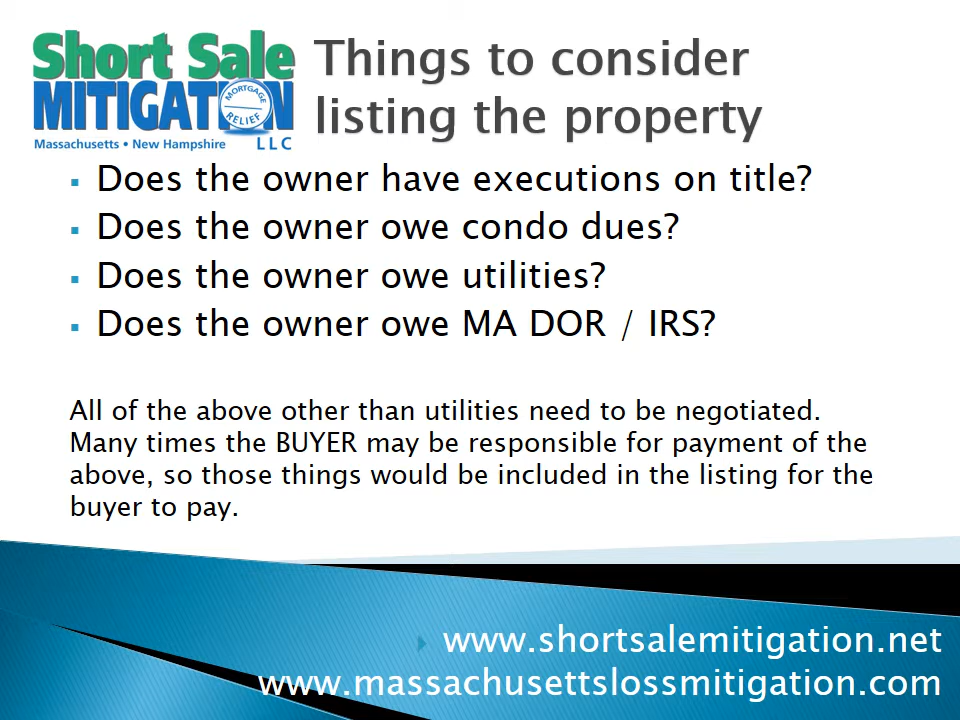 Short Sale
MITIGATION
MORTGAGE
RELIEF
Massachusetts • New Hampshire
LLC
Things to consider
listing the property
▪ Does the owner have executions on title?
▪ Does the owner owe condo dues?
▪ Does the owner owe utilities?
▪ Does the owner owe MA DOR / IRS?
All of the above other than utilities need to be negotiated.
Many times the BUYER may be responsible for payment of the
above, so those things would be included in the listing for the
buyer to pay.
www.shortsalemitigation.net
www.massachusettslossmitigation.com